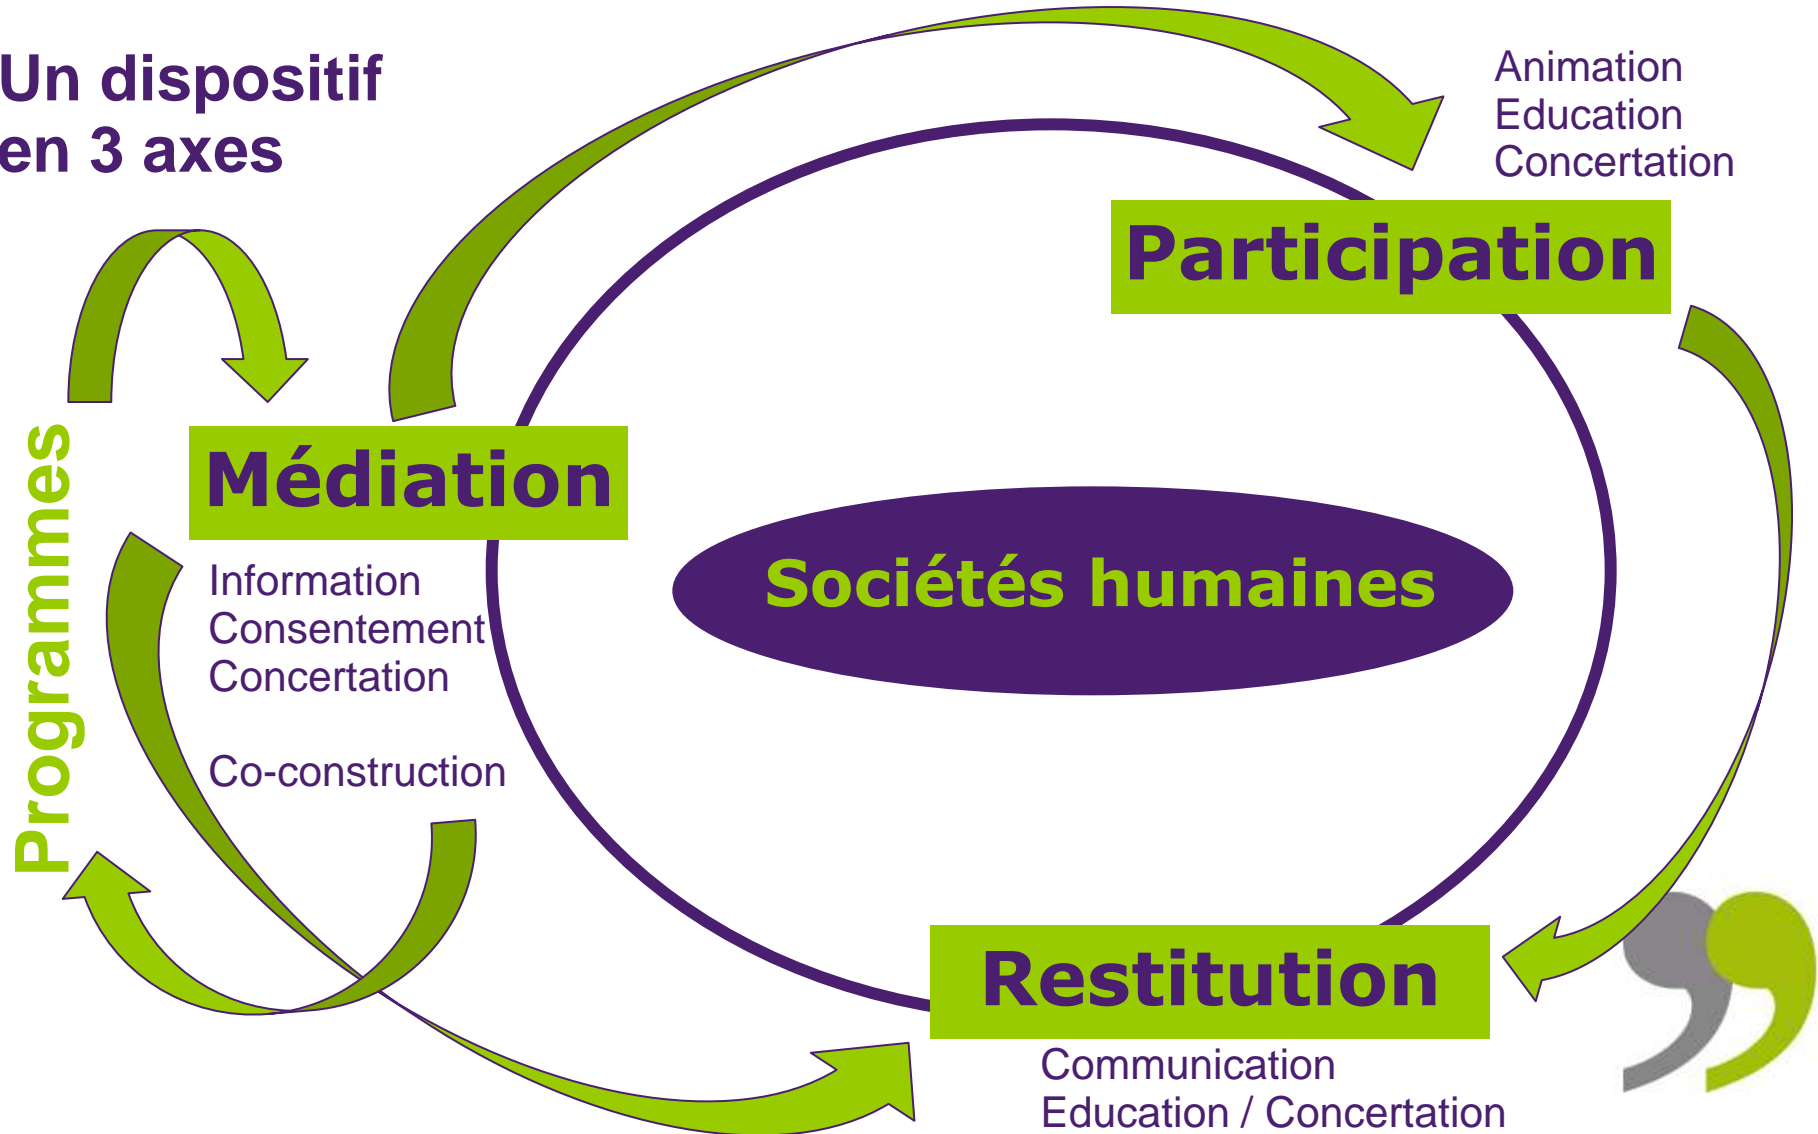 Un dispositif
en 3 axes
Animation
Education
Concertation
Participation
Programmes
Médiation
Information
Consentement
Concertation
Co-construction
Sociétés humaines
Restitution
Communication
Education / Concertation